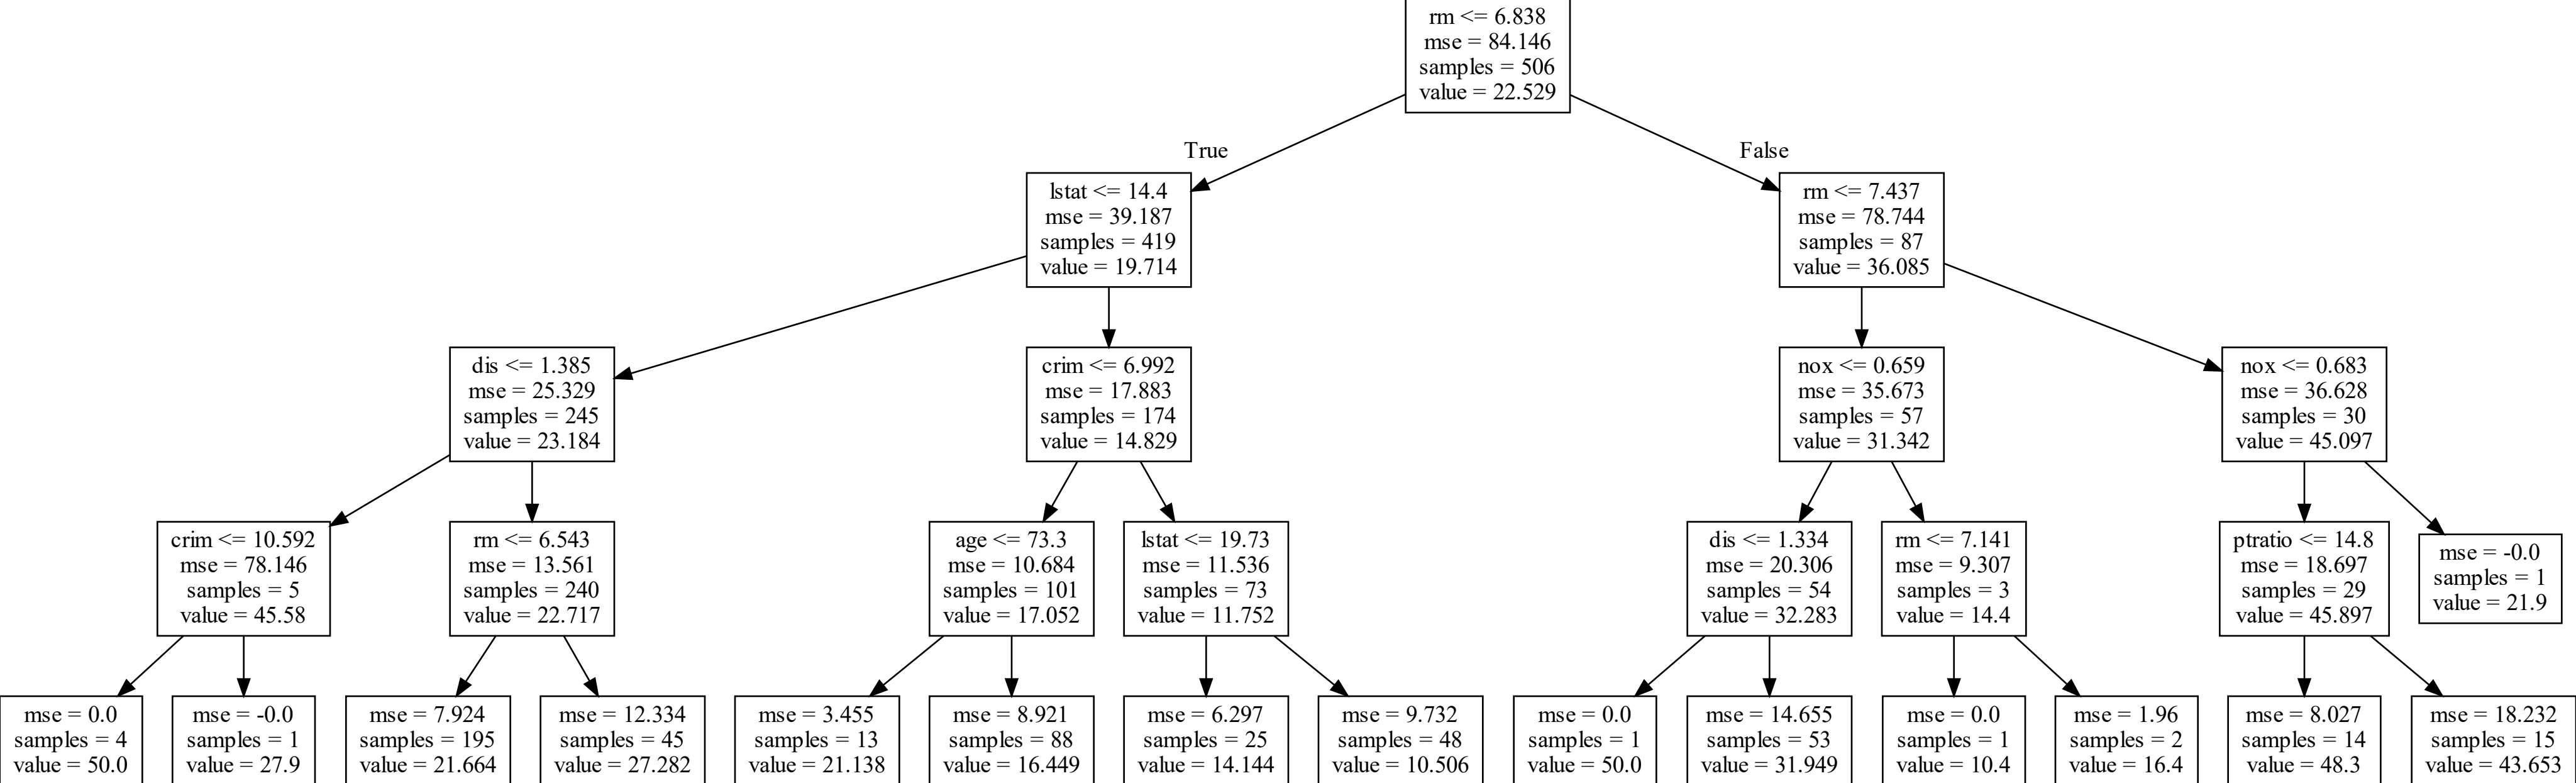 rm <= 6.838
mse = 84.146
samples = 506
value = 22.529
True
False
lstat <= 14.4
mse = 39.187
samples = 419
value = 19.714
rm <= 7.437
mse = 78.744
samples = 87
value = 36.085
dis <= 1.385
mse = 25.329
samples = 245
value = 23.184
crim <= 6.992
mse = 17.883
samples = 174
value = 14.829
nox <= 0.659
mse = 35.673
samples = 57
value = 31.342
nox <= 0.683
mse = 36.628
samples = 30
value = 45.097
crim <= 10.592
mse = 78.146
samples = 5
value = 45.58
rm <= 6.543
mse = 13.561
samples = 240
value = 22.717
age <= 73.3
mse = 10.684
samples = 101
value = 17.052
lstat <= 19.73
mse = 11.536
samples = 73
value = 11.752
dis <= 1.334
mse = 20.306
samples = 54
value = 32.283
rm <= 7.141
mse = 9.307
samples = 3
value = 14.4
ptratio <= 14.8
mse = 18.697
samples = 29
value = 45.897
mse = -0.0
samples = 1
value = 21.9
mse = 0.0
samples = 4
value = 50.0
mse = -0.0
samples = 1
value = 27.9
mse = 7.924
samples = 195
value = 21.664
mse = 12.334
samples = 45
value = 27.282
mse = 3.455
samples = 13
value = 21.138
mse = 8.921
samples = 88
value = 16.449
mse = 6.297
samples = 25
value = 14.144
mse = 9.732
samples = 48
value = 10.506
mse = 0.0
samples = 1
value = 50.0
mse = 14.655
samples = 53
value = 31.949
mse = 0.0
samples = 1
value = 10.4
mse = 1.96
samples = 2
value = 16.4
mse = 8.027
samples = 14
value = 48.3
mse = 18.232
samples = 15
value = 43.653